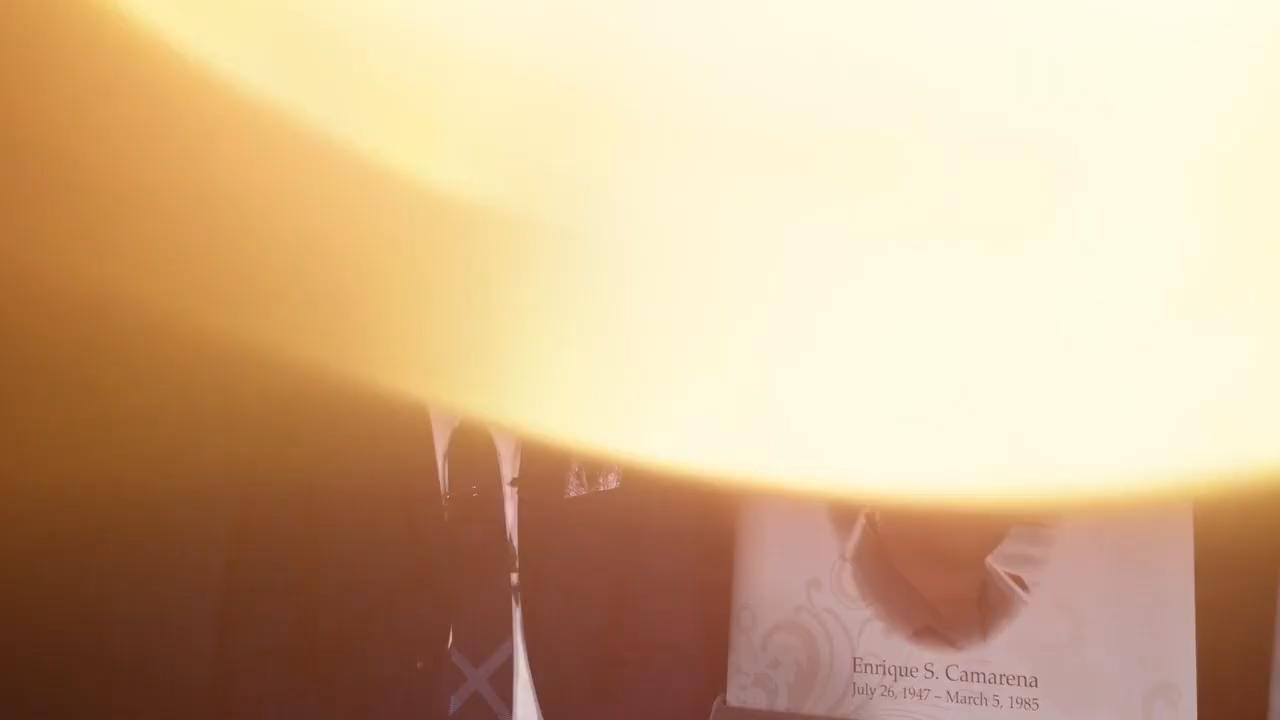 Enrique S. Camarena
July 26, 1947 – March 5, 1985